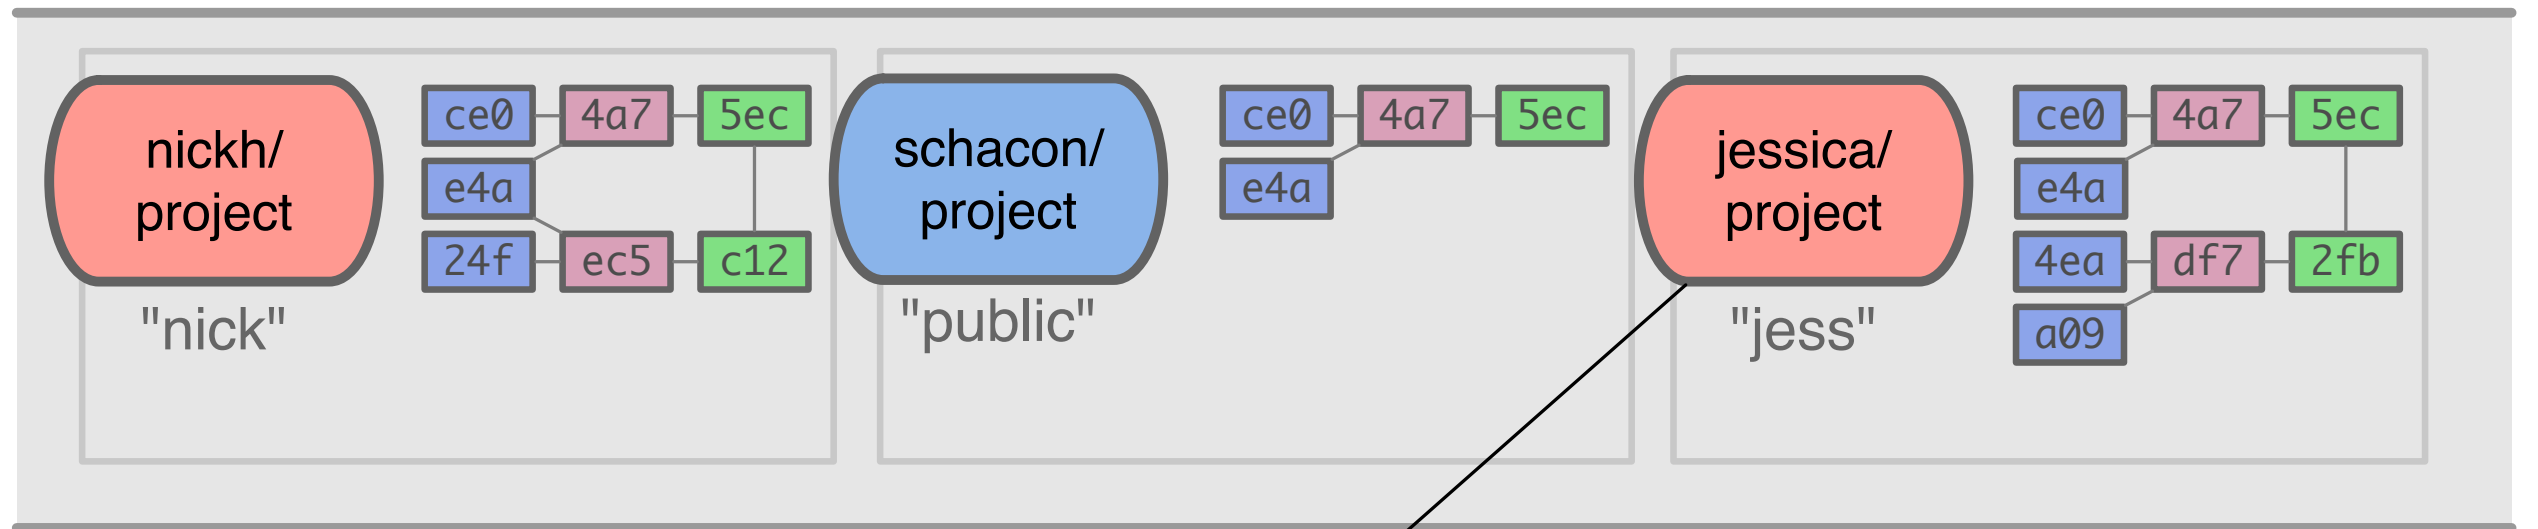 nickh/
project
"nick"
ce0 4a7 5ec
e4a
24f ec5 c12
schacon/
project
"public"
ce0 4a7 5ec
e4a
jessica/
project
"jess"
ce0 4a7 5ec
e4a
4ea df7 2fb
a09